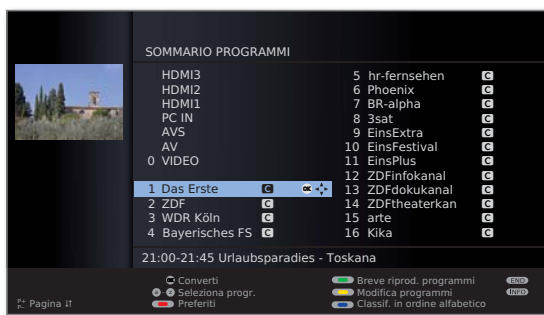 SOMMARIO PROGRAMMI
HDMI3
HDMI2
HDMI1
PC IN
AVS
AV
0 VIDEO
1 Das Erste C OK
2 ZDF C
3 WDR Köln C
4 Bayerisches FS C
5 hr-fernsehen C
6 Phoenix C
7 BR-alpha C
8 3sat C
9 EinsExtra C
10 EinsFestival C
11 EinsPlus C
12 ZDFinfokanal C
13 ZDFdokukanal C
14 ZDFtheaterkan C
15 arte C
16 Kika C
21:00-21:45 Urlaubsparadies - Toskana
P+ P- Pagina
OK Converti
0-9 Seleziona progr.
Preferiti
Breve riprod. programmi END
Modifica programmi INFO
Classif. in ordine alfabetico